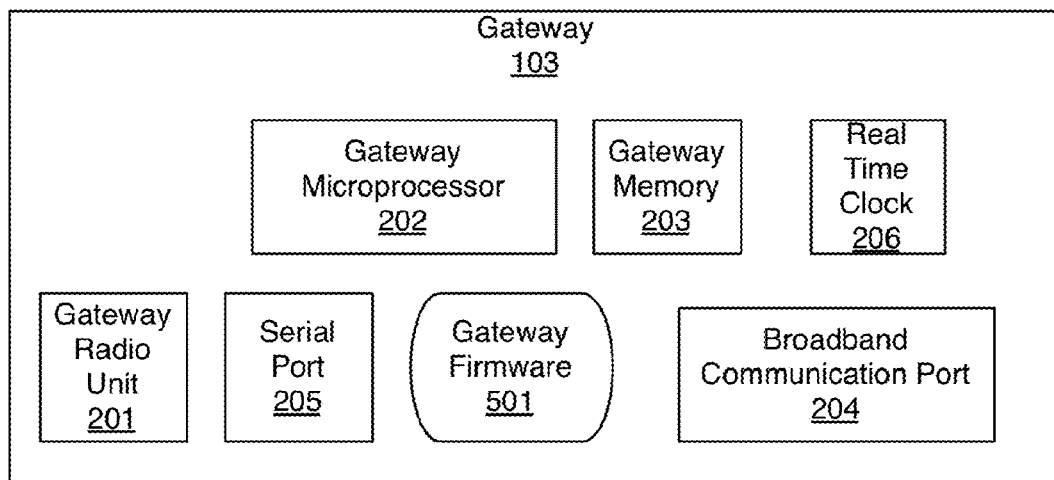 Gateway
103
Gateway
Microprocessor
202
Gateway
Memory
203
Real
Time
Clock
206
Gateway
Radio
Unit
201
Serial
Port
205
Gateway
Firmware
501
Broadband
Communication Port
204